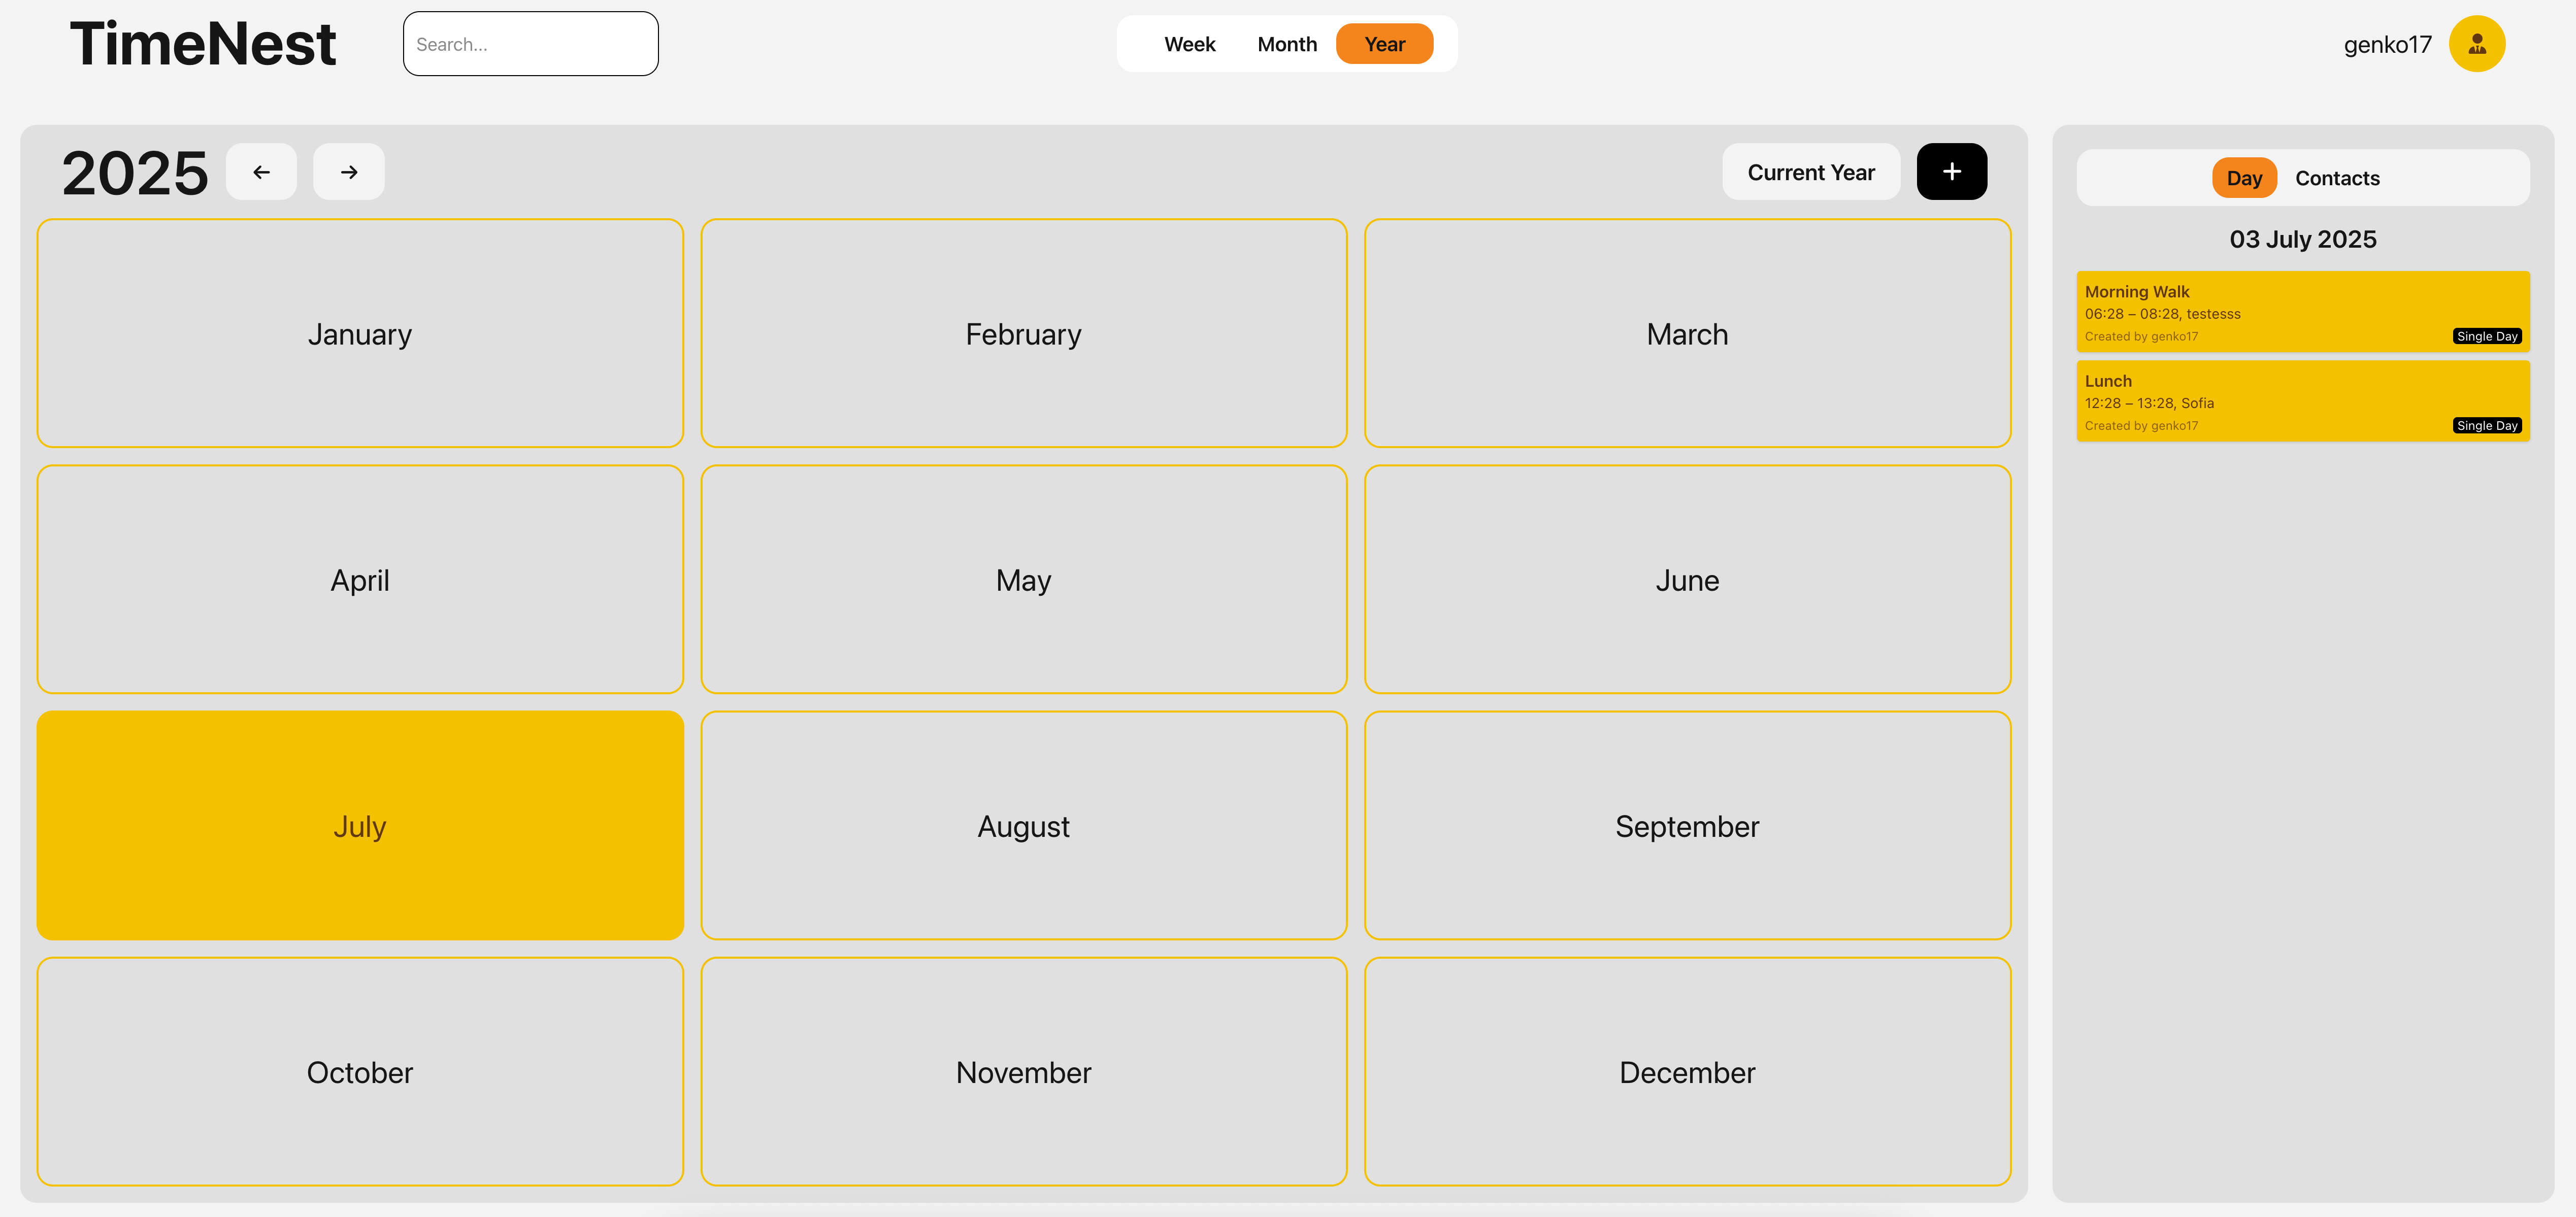 TimeNest
Search...
Week Month Year
genko17
2025
Current Year
January February March
April May June
July August September
October November December
Day Contacts
03 July 2025
Morning Walk
06:28 – 08:28, testesss
Created by genko17 Single Day
Lunch
12:28 – 13:28, Sofia
Created by genko17 Single Day